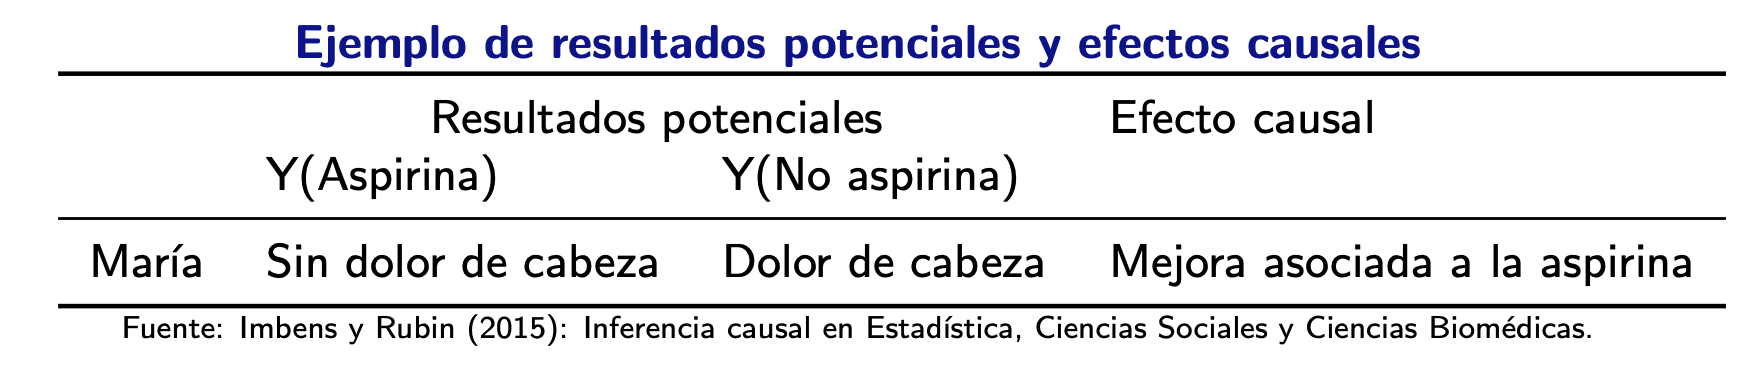 Ejemplo de resultados potenciales y efectos causales
Resultados potenciales Efecto causal
Y(Aspirina) Y(No aspirina)
María Sin dolor de cabeza Dolor de cabeza Mejora asociada a la aspirina
Fuente: Imbens y Rubin (2015): Inferencia causal en Estadística, Ciencias Sociales y Ciencias Biomédicas.